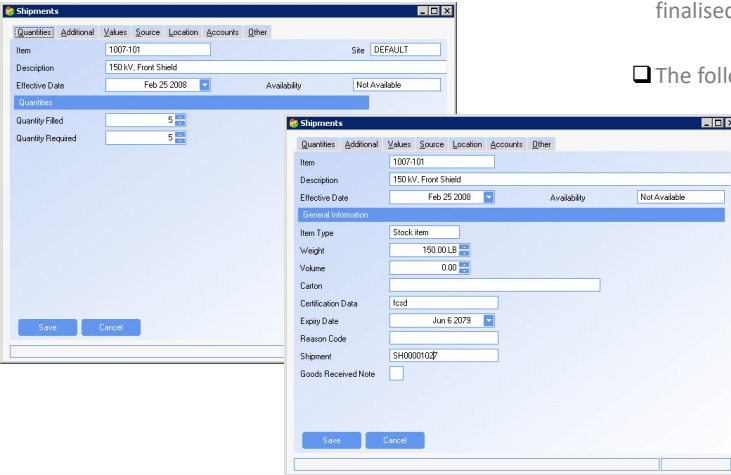 finalised
The follo
Shipments
Quantities Additional Values Source Location Accounts Other
Item 1007-101 Site DEFAULT
Description 150 kV, Front Shield
Effective Date Feb 25 2008 Availability Not Available
Quantities
Quantity Filled 5
Quantity Required 5
Save Cancel
Shipments
Quantities Additional Values Source Location Accounts Other
Item 1007-101
Description 150 kV, Front Shield
Effective Date Feb 25 2008 Availability Not Available
General Information
Item Type Stock item
Weight 150.00 LB
Volume 0.00
Carton
Certification Data fcsd
Expiry Date Jun 6 2079
Reason Code
Shipment SH00001027
Goods Received Note
Save Cancel